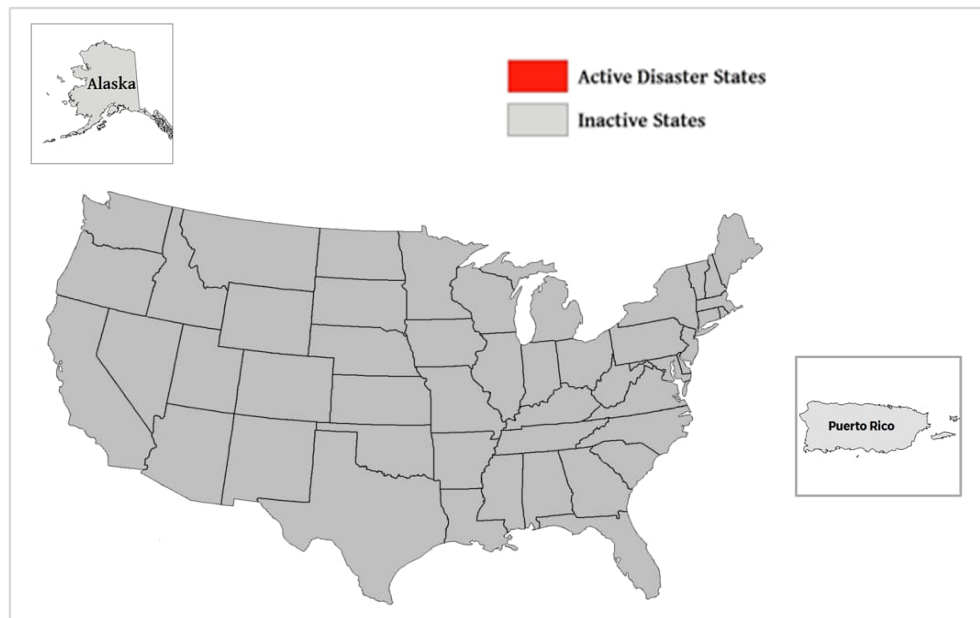 Alaska
Active Disaster States
Inactive States
Puerto Rico